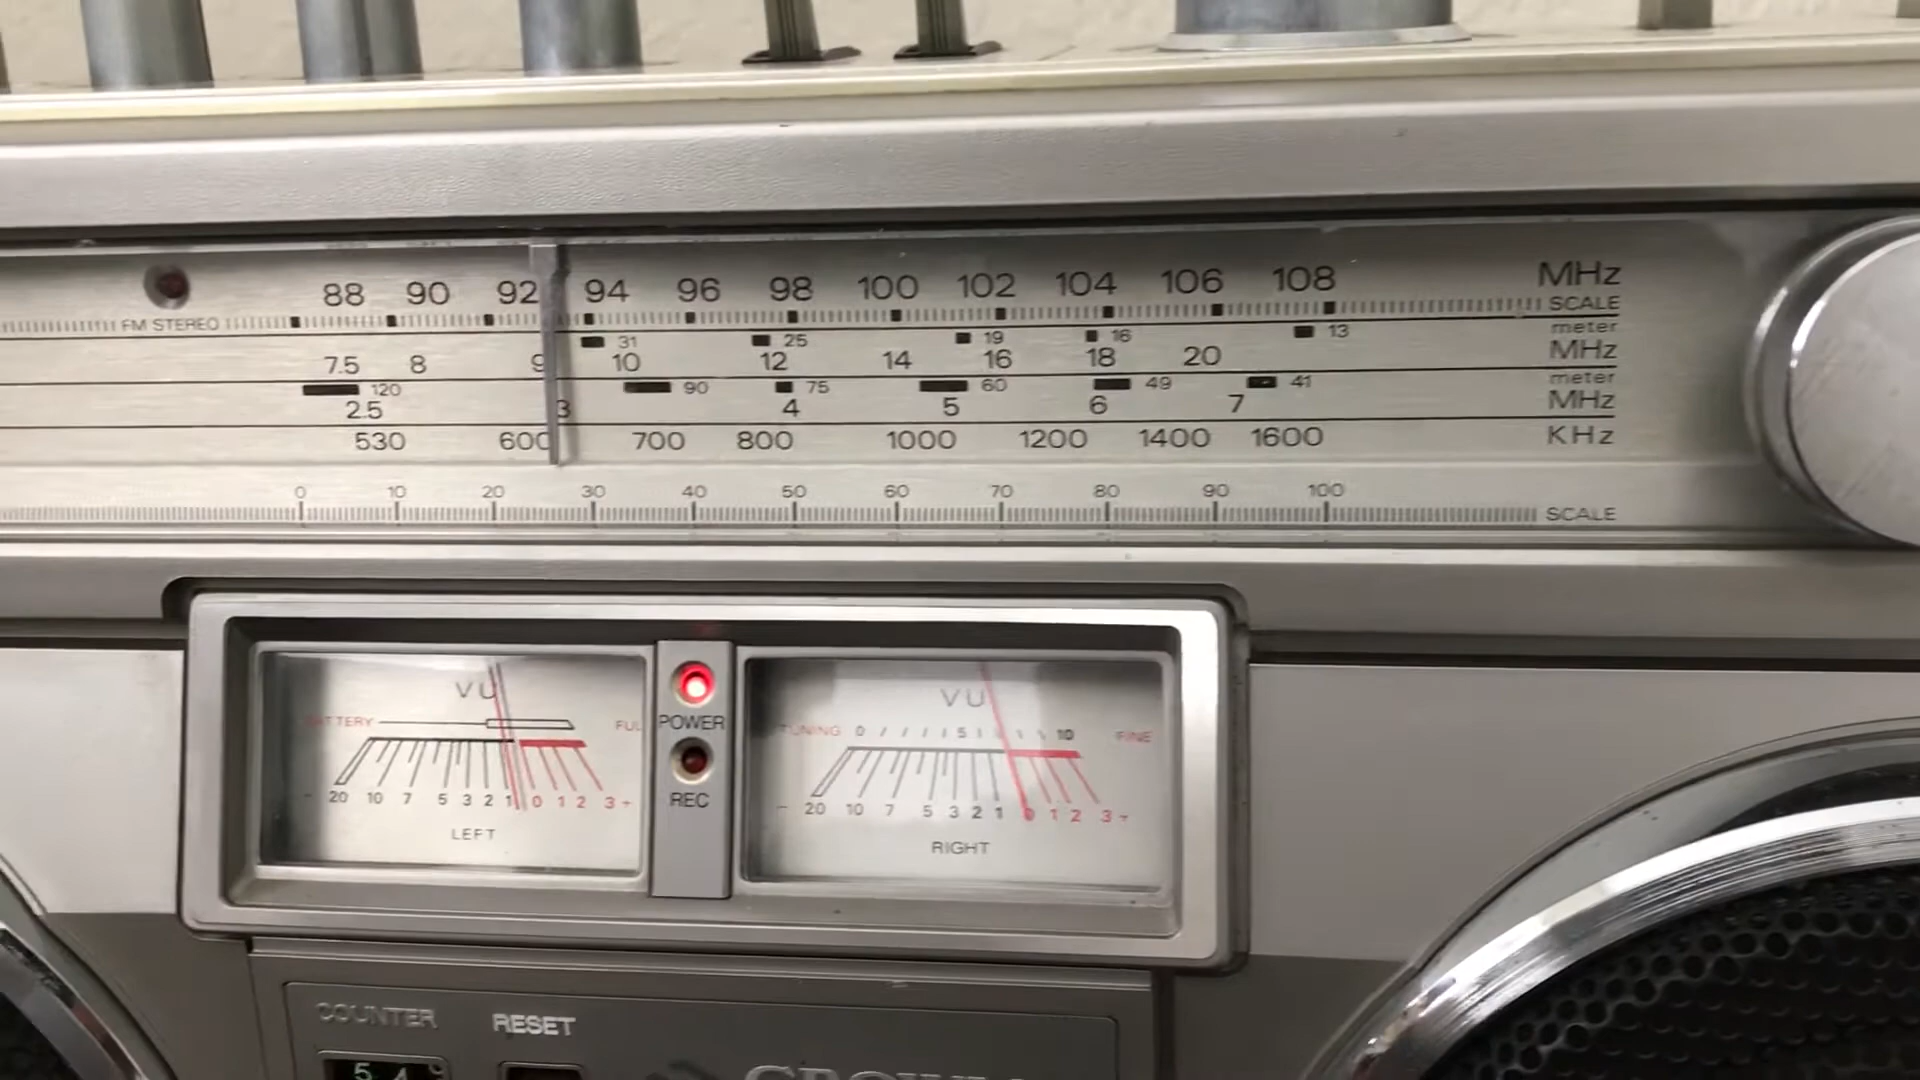 88 90 92 94 96 98 100 102 104 106 108 MHz
FM STEREO SCALE
31 25 19 16 13 meter
7.5 8 9 10 12 14 16 18 20 MHz
120 90 75 60 49 41 meter
2.5 3 4 5 6 7 MHz
530 600 700 800 1000 1200 1400 1600 KHz
0 10 20 30 40 50 60 70 80 90 100
SCALE
VU
BATTERY FUL
- 20 10 7 5 3 2 1 0 1 2 3 +
LEFT
POWER
REC
VU
TUNING 0 5 10 FINE
- 20 10 7 5 3 2 1 0 1 2 3 +
RIGHT
COUNTER RESET
5 4